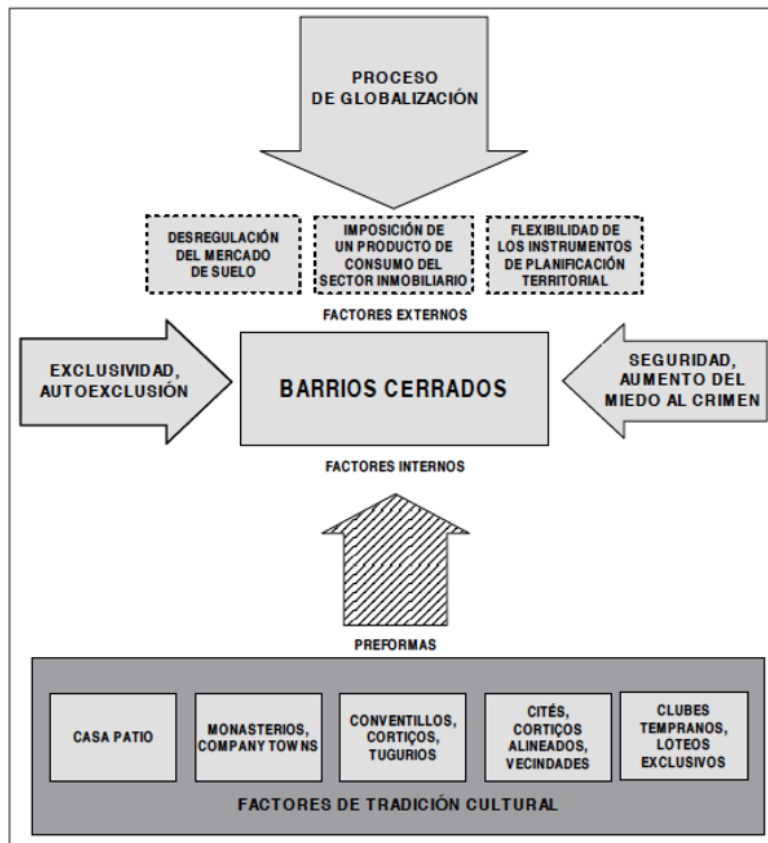 PROCESO
DE GLOBALIZACIÓN
DESREGULACIÓN
DEL MERCADO
DE SUELO
IMPOSICIÓN DE
UN PRODUCTO DE
CONSUMO DEL
SECTOR INMOBILIARIO
FLEXIBILIDAD DE
LOS INSTRUMENTOS
DE PLANIFICACIÓN
TERRITORIAL
FACTORES EXTERNOS
EXCLUSIVIDAD,
AUTOEXCLUSIÓN
BARRIOS CERRADOS
SEGURIDAD,
AUMENTO DEL
MIEDO AL CRIMEN
FACTORES INTERNOS
PREFORMAS
CASA PATIO
MONASTERIOS,
COMPANY TOWNS
CONVENTILLOS,
CORTIÇOS,
TUGURIOS
CITÉS,
CORTIÇOS
ALINEADOS,
VECINDADES
CLUBES
TEMPRANOS,
LOTEOS
EXCLUSIVOS
FACTORES DE TRADICIÓN CULTURAL